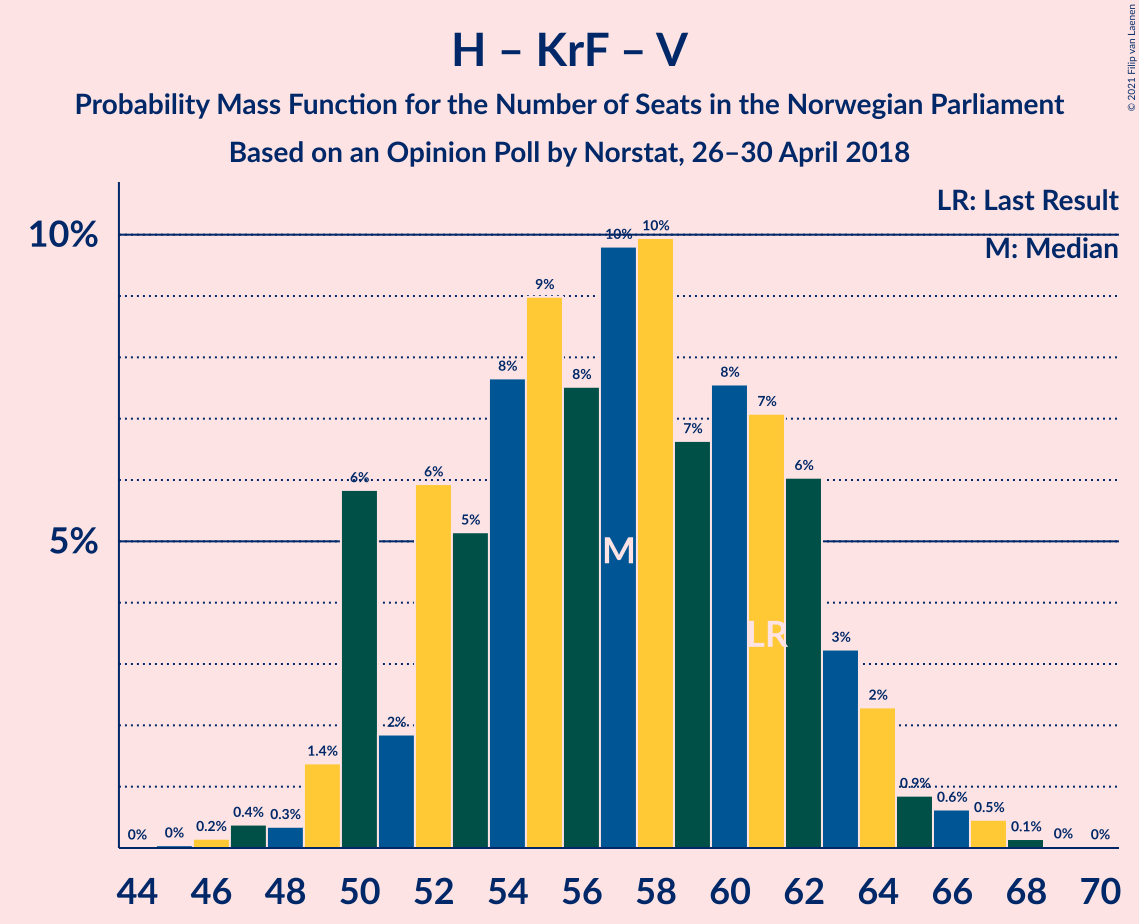 H – KrF – V
Probability Mass Function for the Number of Seats in the Norwegian Parliament
Based on an Opinion Poll by Norstat, 26–30 April 2018
© 2021 Filip van Laenen
LR: Last Result
M: Median
10%
5%
0% 0% 0.2% 0.4% 0.3% 1.4% 6% 2% 6% 5% 8% 9% 8% 10% 10% 7% 8% 7% 6% 3% 2% 0.9% 0.6% 0.5% 0.1% 0% 0%
M
LR
44 46 48 50 52 54 56 58 60 62 64 66 68 70